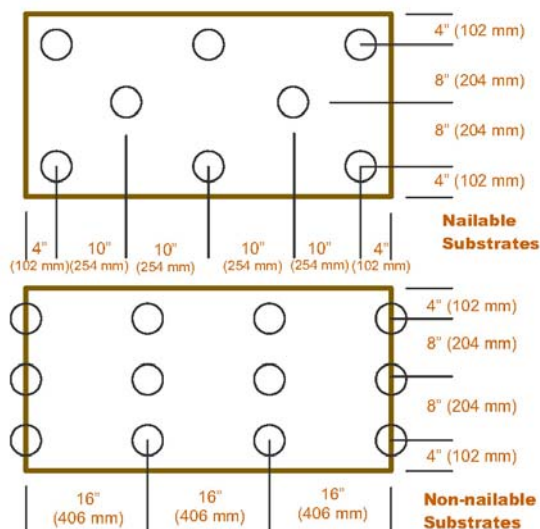 4" (102 mm)
8" (204 mm)
8" (204 mm)
4" (102 mm)
Nailable
Substrates
4" 10" 10" 10" 10" 4"
(102 mm) (254 mm) (254 mm) (254 mm) (254 mm) (102 mm)
4" (102 mm)
8" (204 mm)
8" (204 mm)
4" (102 mm)
16" 16" 16"
(406 mm) (406 mm) (406 mm)
Non-nailable
Substrates